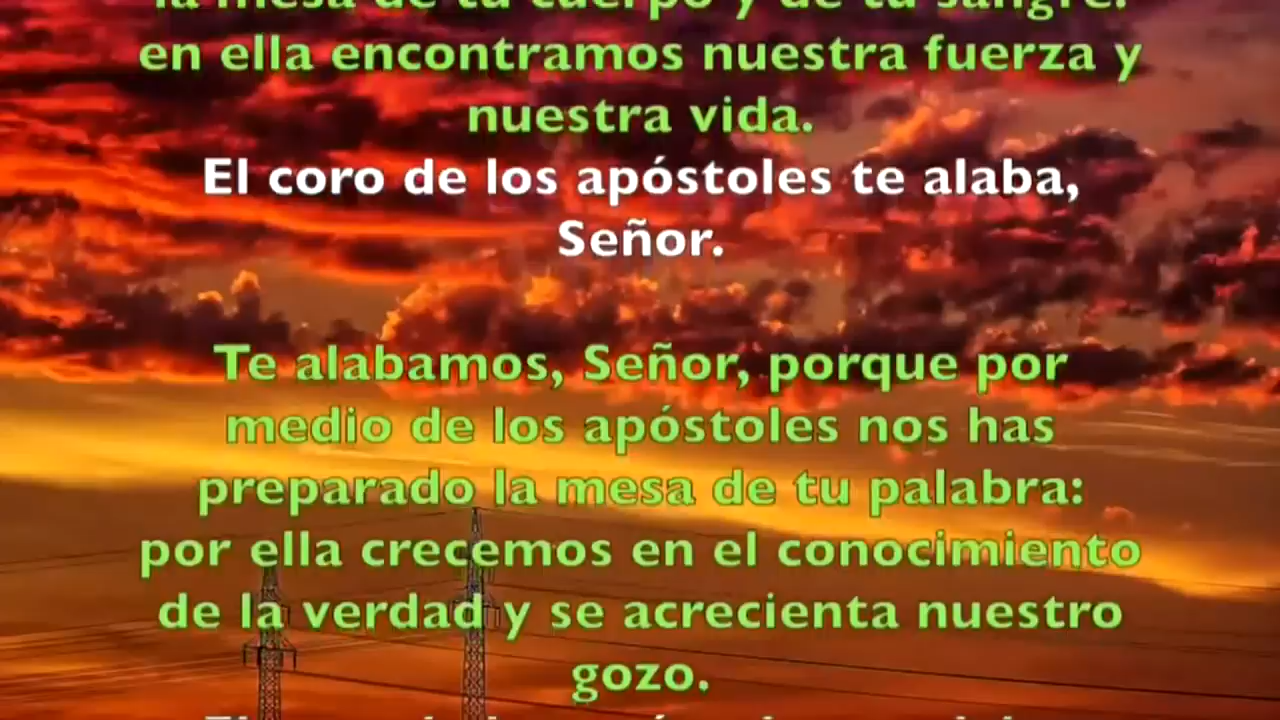 la mesa de tu cuerpo y de tu sangre:
en ella encontramos nuestra fuerza y
nuestra vida.
El coro de los apóstoles te alaba,
Señor.
Te alabamos, Señor, porque por
medio de los apóstoles nos has
preparado la mesa de tu palabra:
por ella crecemos en el conocimiento
de la verdad y se acrecienta nuestro
gozo.